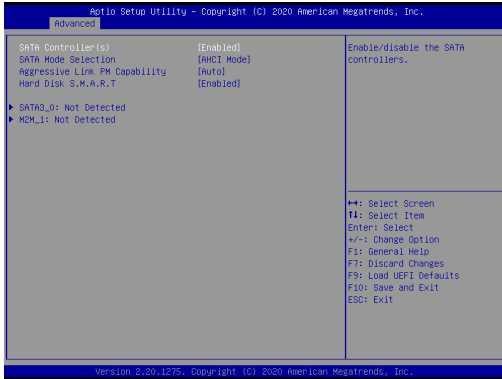 Aptio Setup Utility - Copyright (C) 2020 American Megatrends, Inc.
Advanced
SATA Controller(s) [Enabled]
SATA Mode Selection [AHCI Mode]
Aggressive Link PM Capability [Auto]
Hard Disk S.M.A.R.T [Enabled]
SATA3_0: Not Detected
M2M_1: Not Detected
Enable/disable the SATA
controllers.
↔: Select Screen
↑↓: Select Item
Enter: Select
+/-: Change Option
F1: General Help
F7: Discard Changes
F9: Load UEFI Defaults
F10: Save and Exit
ESC: Exit
Version 2.20.1275. Copyright (C) 2020 American Megatrends, Inc.